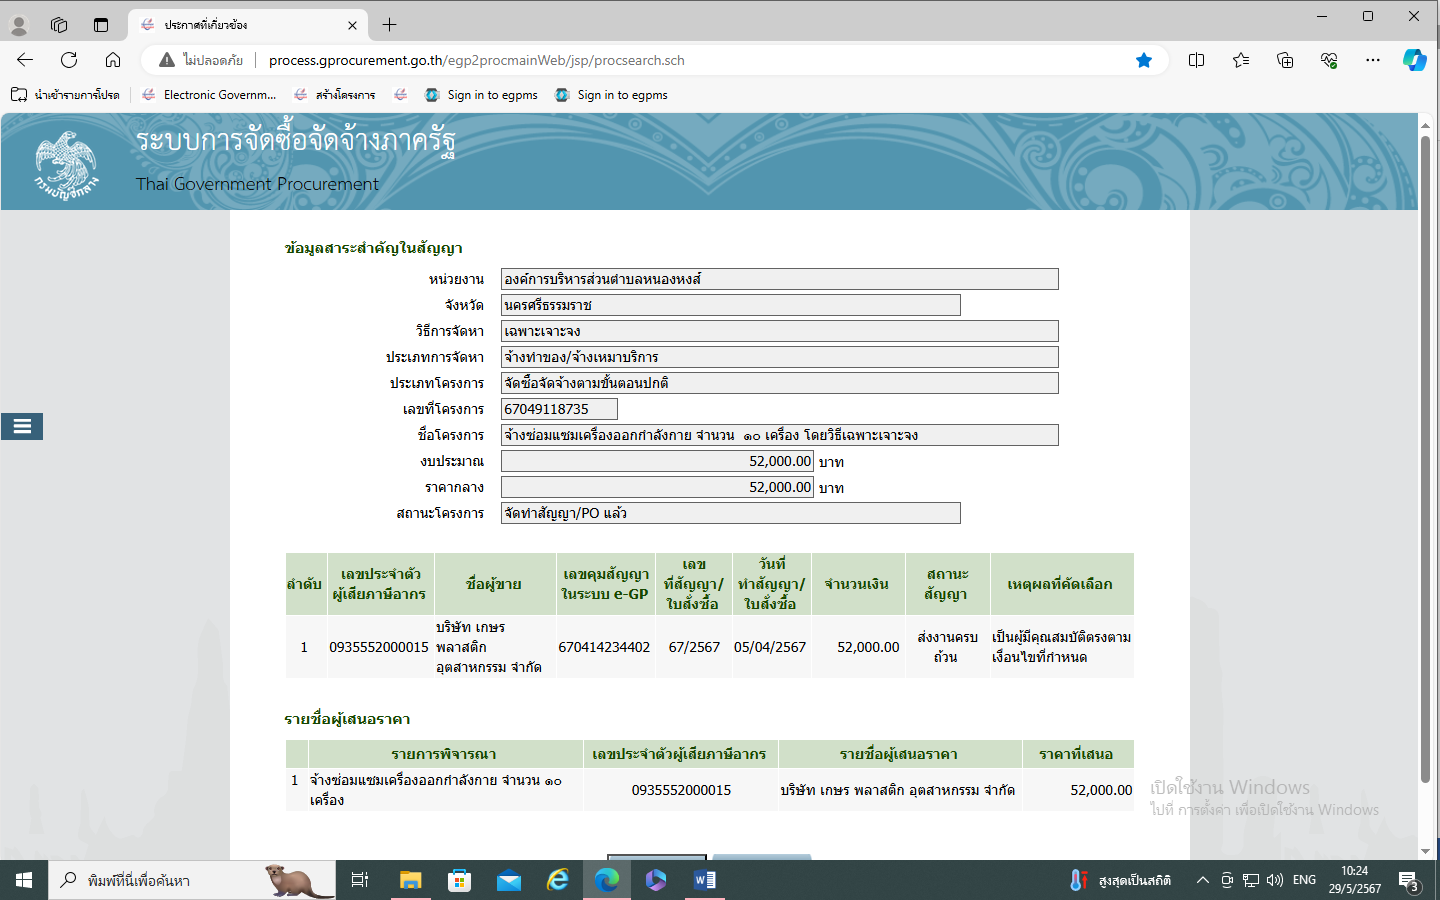 ประกาศที่เกี่ยวข้อง
ไม่ปลอดภัย process.gprocurement.go.th/egp2procmainWeb/jsp/procsearch.sch
นำเข้ารายการโปรด Electronic Governm... สร้างโครงการ Sign in to egpms Sign in to egpms
ระบบการจัดซื้อจัดจ้างภาครัฐ
Thai Government Procurement
กรมบัญชีกลาง
ข้อมูลสาระสำคัญในสัญญา
หน่วยงาน องค์การบริหารส่วนตำบลหนองหงส์
จังหวัด นครศรีธรรมราช
วิธีการจัดหา เฉพาะเจาะจง
ประเภทการจัดหา จ้างทำของ/จ้างเหมาบริการ
ประเภทโครงการ จัดซื้อจัดจ้างตามขั้นตอนปกติ
เลขที่โครงการ 67049118735
ชื่อโครงการ จ้างซ่อมแซมเครื่องออกกำลังกาย จำนวน ๑๐ เครื่อง โดยวิธีเฉพาะเจาะจง
งบประมาณ 52,000.00 บาท
ราคากลาง 52,000.00 บาท
สถานะโครงการ จัดทำสัญญา/PO แล้ว
ลำดับ เลขประจำตัวผู้เสียภาษีอากร ชื่อผู้ขาย เลขคุมสัญญาในระบบ e-GP เลขที่สัญญา/ใบสั่งซื้อ วันที่ทำสัญญา/ใบสั่งซื้อ จำนวนเงิน สถานะสัญญา เหตุผลที่คัดเลือก
1 0935552000015 บริษัท เกษร พลาสติก อุตสาหกรรม จำกัด 670414234402 67/2567 05/04/2567 52,000.00 ส่งงานครบถ้วน เป็นผู้มีคุณสมบัติตรงตามเงื่อนไขที่กำหนด
รายชื่อผู้เสนอราคา
รายการพิจารณา เลขประจำตัวผู้เสียภาษีอากร รายชื่อผู้เสนอราคา ราคาที่เสนอ
1 จ้างซ่อมแซมเครื่องออกกำลังกาย จำนวน ๑๐ เครื่อง 0935552000015 บริษัท เกษร พลาสติก อุตสาหกรรม จำกัด 52,000.00
เปิดใช้งาน Windows
ไปที่ การตั้งค่า เพื่อเปิดใช้งาน Windows
พิมพ์ที่นี่เพื่อค้นหา สูงสุดเป็นสถิติ ENG 10:24
29/5/2567 3